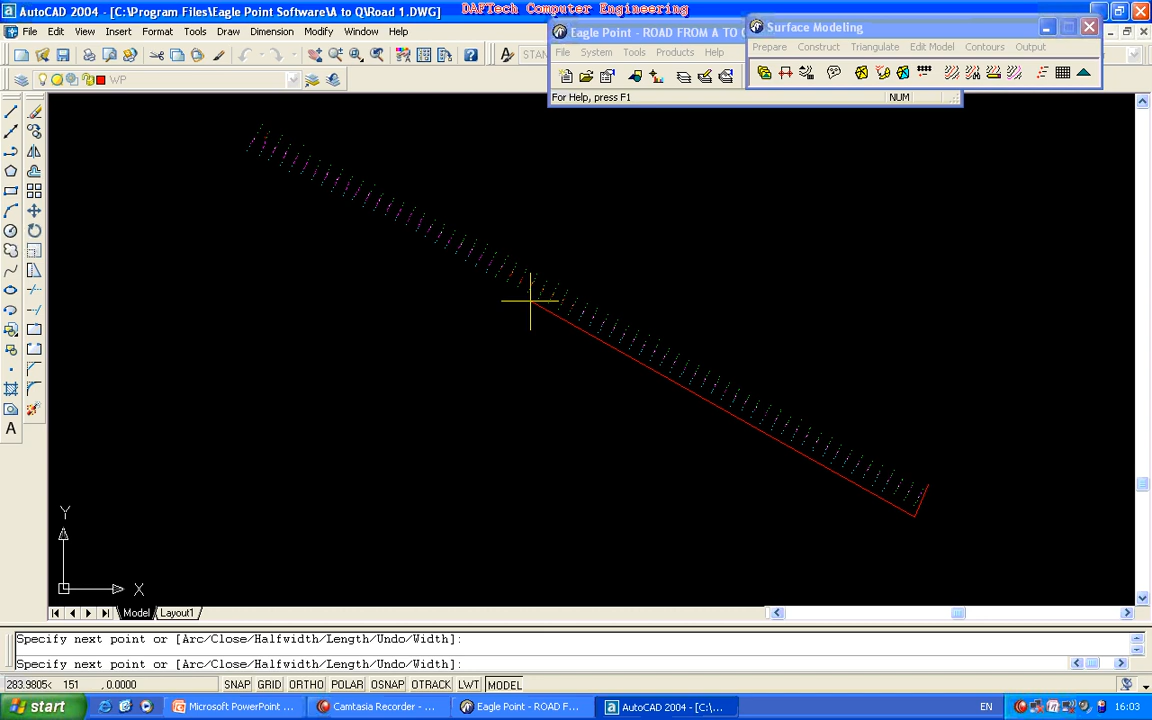 AutoCAD 2004 - [C:\Program Files\Eagle Point Software\A to Q\Road 1.DWG]
DAFTech Computer Engineering
File Edit View Insert Format Tools Draw Dimension Modify Window Help
Eagle Point - ROAD FROM A TO
File System Tools Products Help
For Help, press F1
NUM
Surface Modeling
Prepare Construct Triangulate Edit Model Contours Output
STAN
WP
A
Y
X
Model Layout1
Specify next point or [Arc/Close/Halfwidth/Length/Undo/Width]:
Specify next point or [Arc/Close/Halfwidth/Length/Undo/Width]:
283.9805< 151 , 0.0000
SNAP GRID ORTHO POLAR OSNAP OTRACK LWT MODEL
start
Microsoft PowerPoint ...
Camtasia Recorder - ...
Eagle Point - ROAD F...
AutoCAD 2004 - [C:\...
EN
16:03